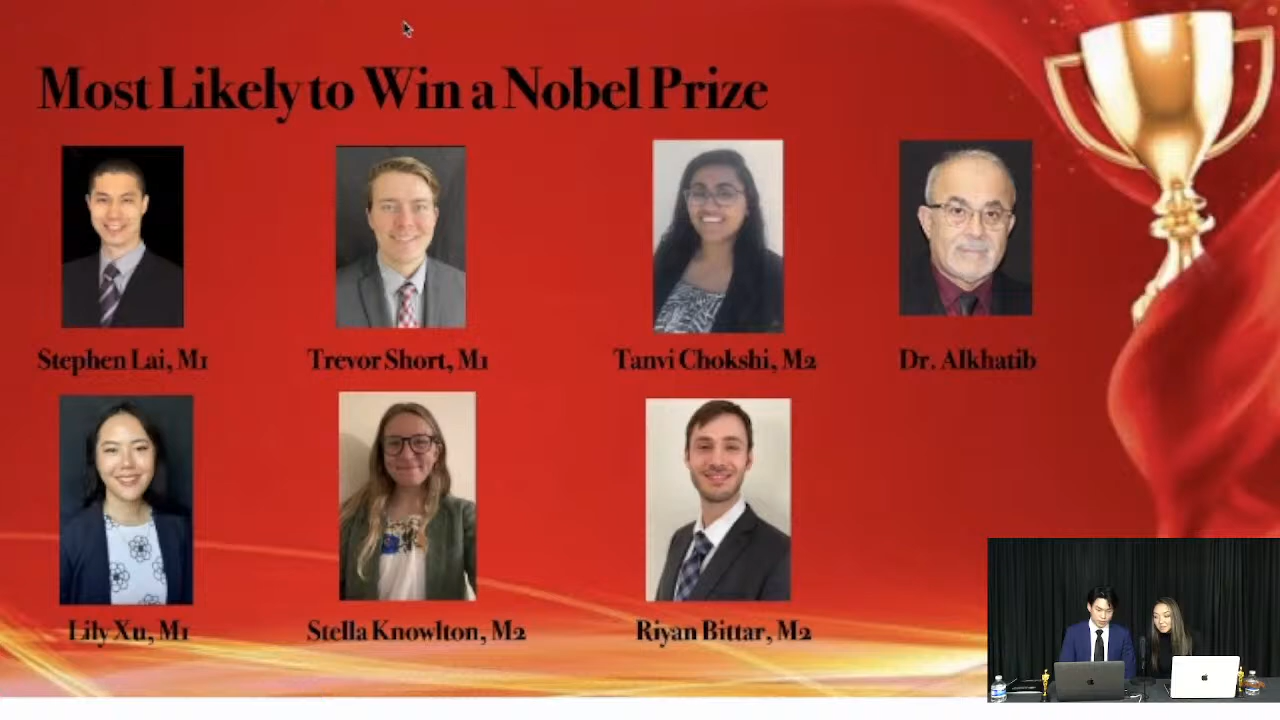 Most Likely to Win a Nobel Prize
Stephen Lai, M1
Trevor Short, M1
Tanvi Chokshi, M2
Dr. Alkhatib
Lily Xu, M1
Stella Knowlton, M2
Riyan Bittar, M2